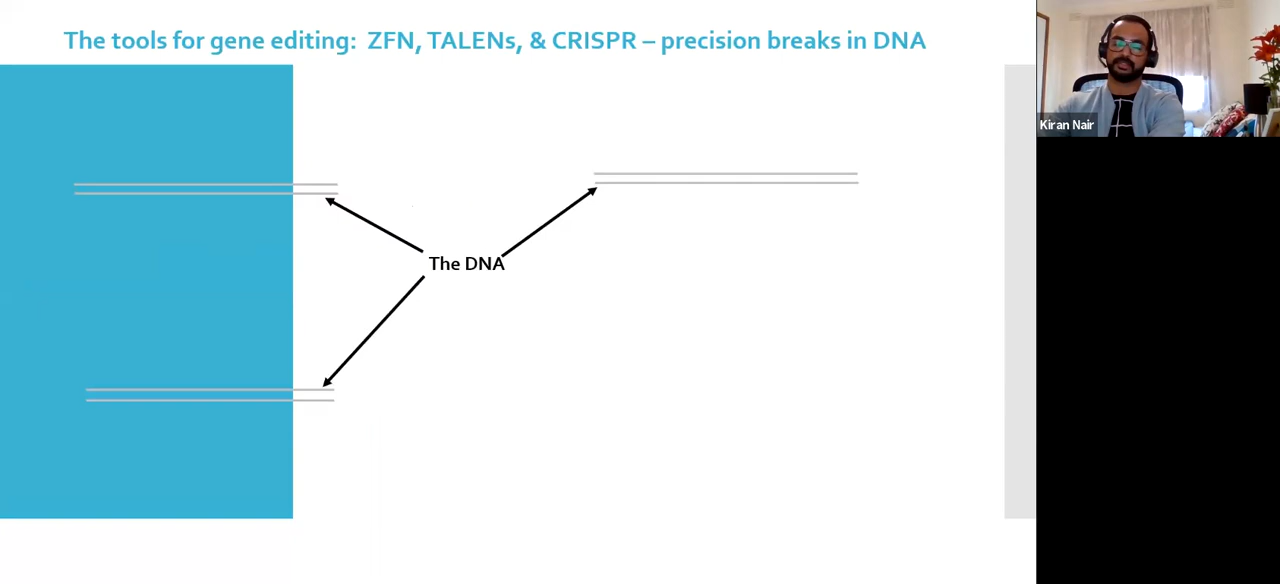 The tools for gene editing: ZFN, TALENs, & CRISPR – precision breaks in DNA
Kiran Nair
The DNA